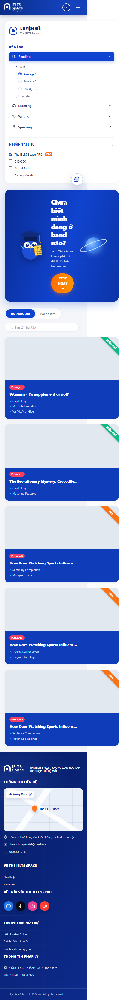 IELTS
Space
by The English Space
ĐL
LUYỆN ĐỀ
The IELTS Space
KỸ NĂNG
Reading
Bài lẻ
Passage 1
Passage 2
Passage 3
Full đề
Listening
Writing
Speaking
NGUỒN TÀI LIỆU
The IELTS Space PRO PRO
C10-C20
Actual Tests
Các nguồn khác
Chưa
biết
mình
đang ở
band
nào?
Test đầu vào và
khám phá trình
độ IELTS hiện
tại của bạn.
TEST
NGAY
Bài chưa làm
Bài đã làm
Tìm tên bài tập
MIỄN PHÍ
Passage 1
Vitamins - To supplement or not?
Gap Filling
Match Information
Yes/No/Not Given
MIỄN PHÍ
Passage 1
The Evolutionary Mystery: Crocodile...
Gap Filling
Matching Features
PRO
Passage 3
How Does Watching Sports Influenc...
Summary Completion
Multiple Choice
PRO
Passage 3
How Does Watching Sports Influenc...
True/False/Not Given
Diagram Labeling
PRO
Passage 3
How Does Watching Sports Influenc...
Sentence Completion
Matching Headings
IELTS
Space
by The English Space
THE IELTS SPACE - KHÔNG GIAN HỌC TẬP
TÍCH HỢP THẾ HỆ MỚI
THÔNG TIN LIÊN HỆ
Mở trong Maps
The IELTS Space
Tòa Nhà Hoà Phát, 257 Giải Phóng, Bạch Mai, Hà Nội
theenglishspace01@gmail.com
0888.861.786
VỀ THE IELTS SPACE
Giới thiệu
Khóa học
KẾT NỐI VỚI THE IELTS SPACE
TRUNG TÂM HỖ TRỢ
Điều khoản sử dụng
Chính sách bảo mật
Chính sách bản quyền
THÔNG TIN PHÁP LÝ
CÔNG TY CỔ PHẦN GD&ĐT The Space
Mã số thuế: 0110883975
© 2026 The IELTS Space. All rights reserved.